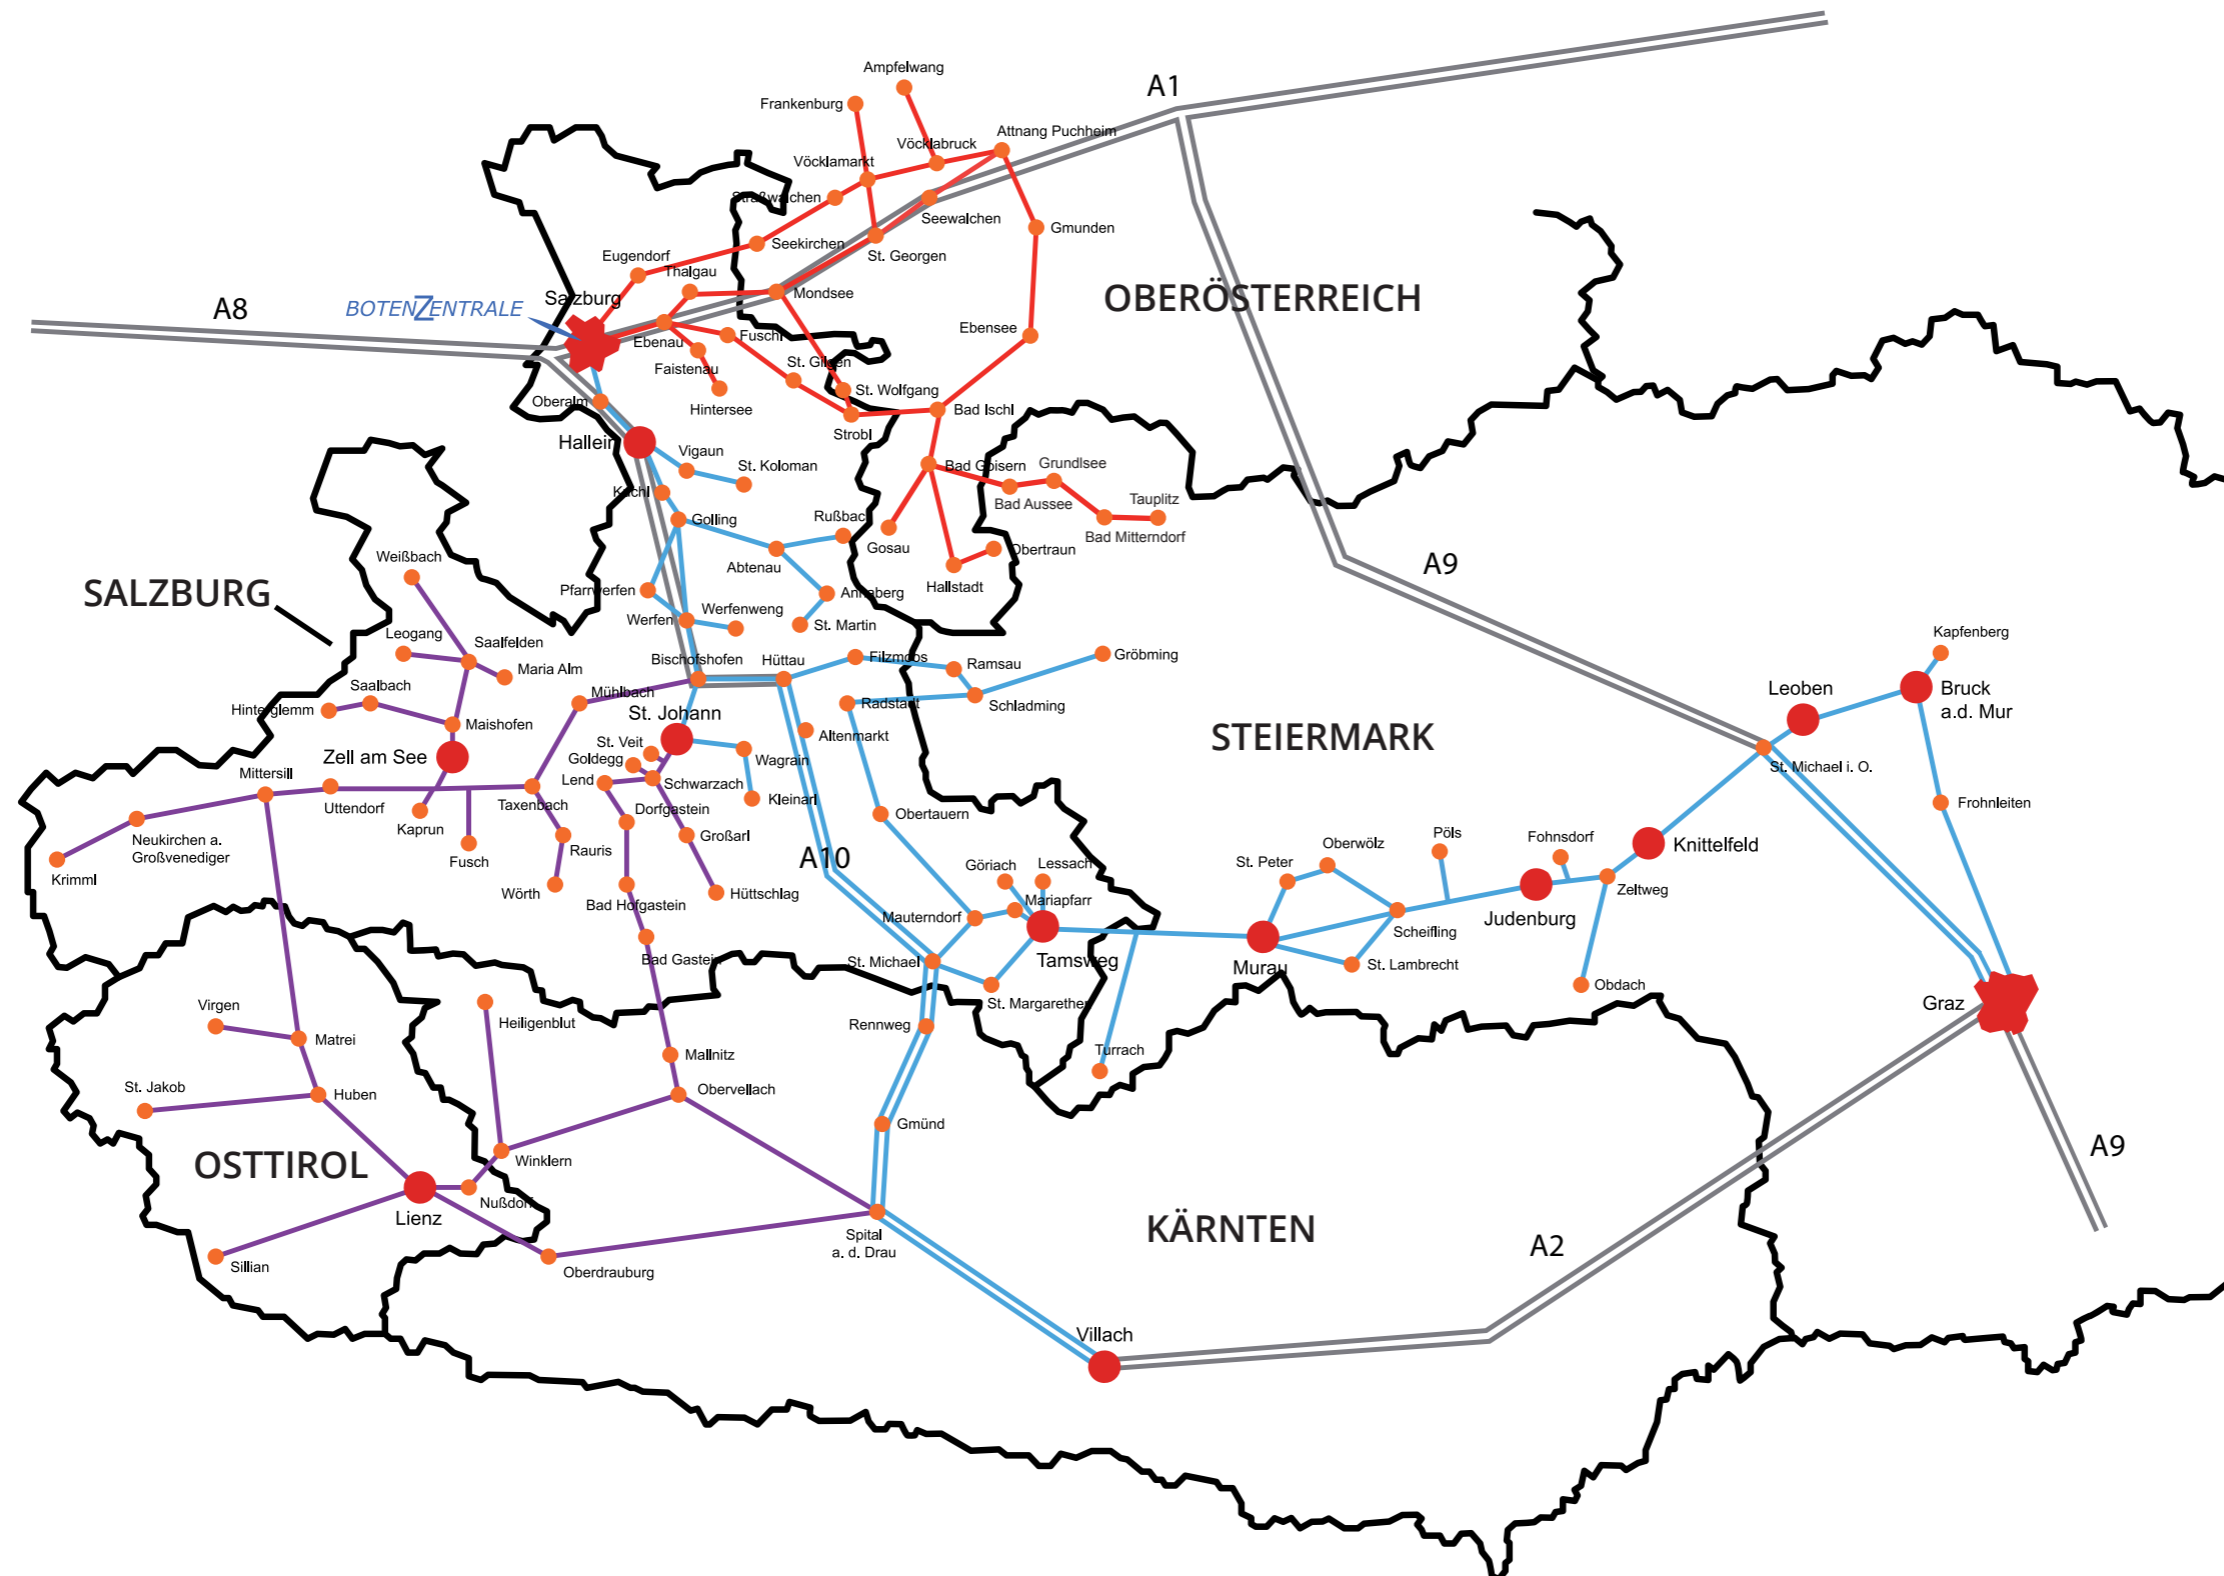 Ampfelwang
A1
Frankenburg
Attnang Puchheim
Vöcklabruck
Vöcklamarkt
Straßwalchen
Seewalchen
Gmunden
Seekirchen
St. Georgen
Eugendorf
Thalgau
Mondsee
OBERÖSTERREICH
Salzburg
A8
BOTENZENTRALE
Ebensee
Fuschl
Ebenau
St. Gilgen
Faistenau
St. Wolfgang
Hintersee
Oberalm
Bad Ischl
Strobl
Hallein
Vigaun
St. Koloman
Bad Goisern
Grundlsee
Kuchl
Bad Aussee
Tauplitz
Golling
Rußbach
Bad Mitterndorf
Gosau
Obertraun
Weißbach
Abtenau
A9
SALZBURG
Pfarrwerfen
Annaberg
Hallstadt
Werfenweng
Werfen
St. Martin
Leogang
Saalfelden
Kapfenberg
Bischofshofen
Hüttau
Filzmoos
Ramsau
Gröbming
Maria Alm
Saalbach
Mühlbach
Leoben
Bruck
a.d. Mur
Hinterglemm
Radstadt
Schladming
St. Johann
Maishofen
Altenmarkt
STEIERMARK
St. Veit
Zell am See
Goldegg
Wagrain
St. Michael i. O.
Mittersill
Lend
Schwarzach
Uttendorf
Taxenbach
Kleinarl
Dorfgastein
Obertauern
Frohnleiten
Kaprun
Großarl
Neukirchen a.
Großvenediger
Rauris
Pöls
Fohnsdorf
Knittelfeld
Fusch
A10
Oberwölz
St. Peter
Göriach
Lessach
Krimml
Wörth
Hüttschlag
Zeltweg
Bad Hofgastein
Mariapfarr
Mauterndorf
Judenburg
Scheifling
Bad Gastein
St. Michael
Tamsweg
Murau
St. Lambrecht
Obdach
St. Margarethen
Graz
Virgen
Heiligenblut
Rennweg
Matrei
Mallnitz
Turrach
St. Jakob
Huben
Obervellach
Gmünd
A9
OSTTIROL
Winklern
Nußdorf
Lienz
KÄRNTEN
Spital
a. d. Drau
A2
Sillian
Oberdrauburg
Villach